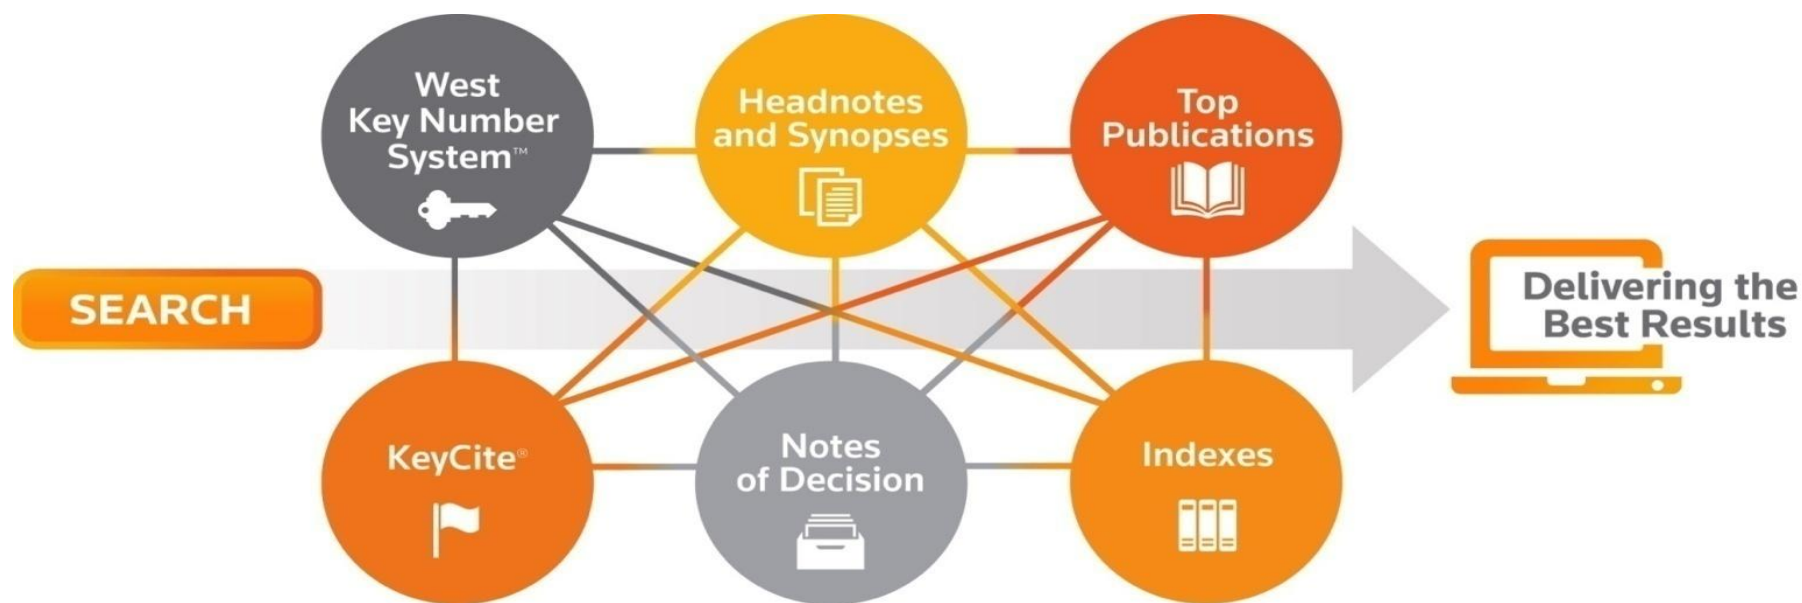 West
Key Number
System™
Headnotes
and Synopses
Top
Publications
SEARCH
Delivering the
Best Results
KeyCite®
Notes
of Decision
Indexes